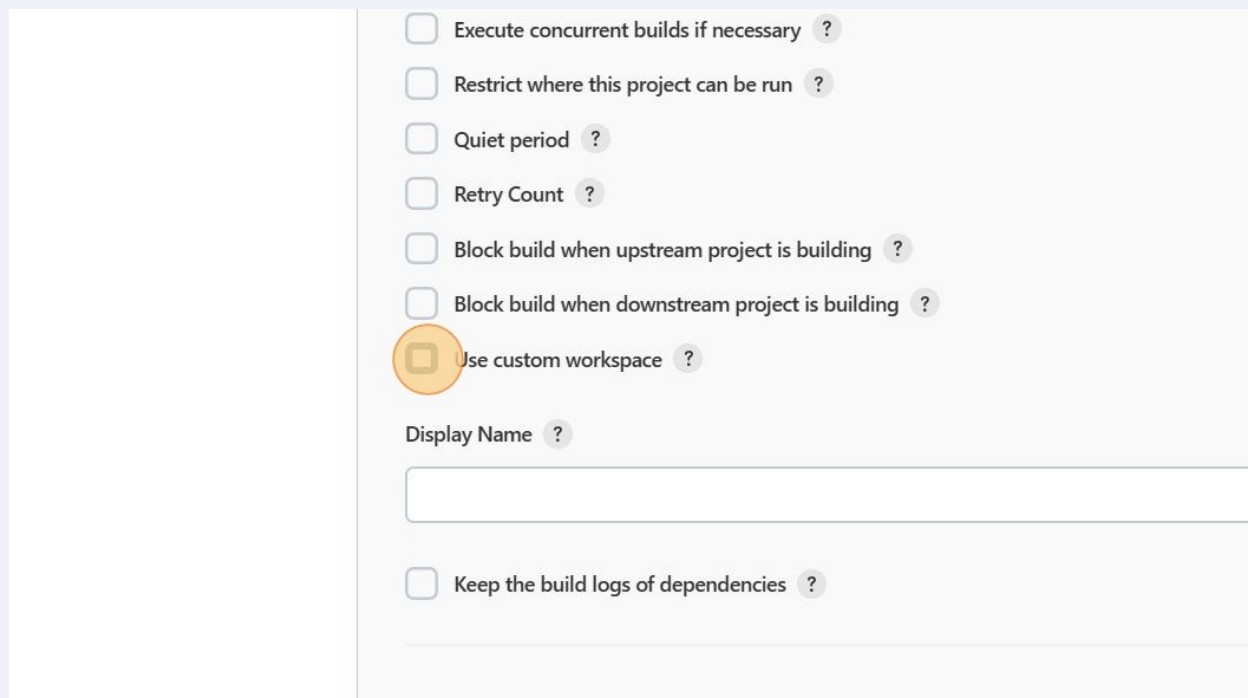 Execute concurrent builds if necessary ?
Restrict where this project can be run ?
Quiet period ?
Retry Count ?
Block build when upstream project is building ?
Block build when downstream project is building ?
Use custom workspace ?
Display Name ?
Keep the build logs of dependencies ?